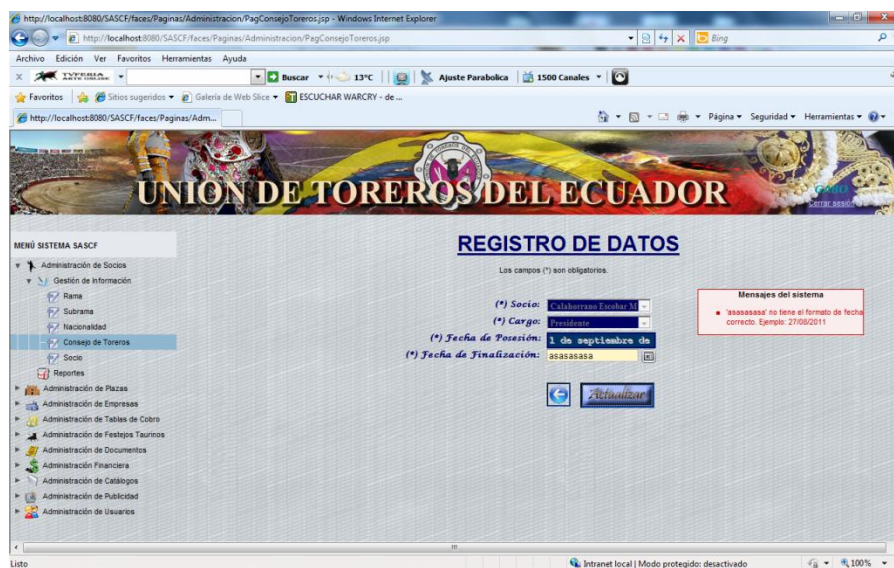 http://localhost:8080/SASCF/faces/Paginas/Administracion/PagConsejoToreros.jsp - Windows Internet Explorer
http://localhost:8080/SASCF/faces/Paginas/Administracion/PagConsejoToreros.jsp
Bing
Archivo Edición Ver Favoritos Herramientas Ayuda
x Buscar 13°C Ajuste Parabolica 1500 Canales
Favoritos Sitios sugeridos Galería de Web Slice ESCUCHAR WARCRY - de ...
http://localhost:8080/SASCF/faces/Paginas/Adm... Página Seguridad Herramientas
UNION DE TOREROS DEL ECUADOR
Cerrar sesión
MENÚ SISTEMA SASCF
Administración de Socios
Gestión de Información
Rama
Subrama
Nacionalidad
Consejo de Toreros
Socio
Reportes
Administración de Plazas
Administración de Empresas
Administración de Tablas de Cobro
Administración de Festejos Taurinos
Administración de Documentos
Administración Financiera
Administración de Catálogos
Administración de Publicidad
Administración de Usuarios
REGISTRO DE DATOS
Los campos (*) son obligatorios.
(*) Socio: Calahorrano Escobar M
(*) Cargo: Presidente
(*) Fecha de Posesión: 1 de septiembre de
(*) Fecha de Finalización: asasasasa
Actualizar
Mensajes del sistema
'asasasasa' no tiene el formato de fecha
correcto. Ejemplo: 27/08/2011
Listo Intranet local | Modo protegido: desactivado 100%